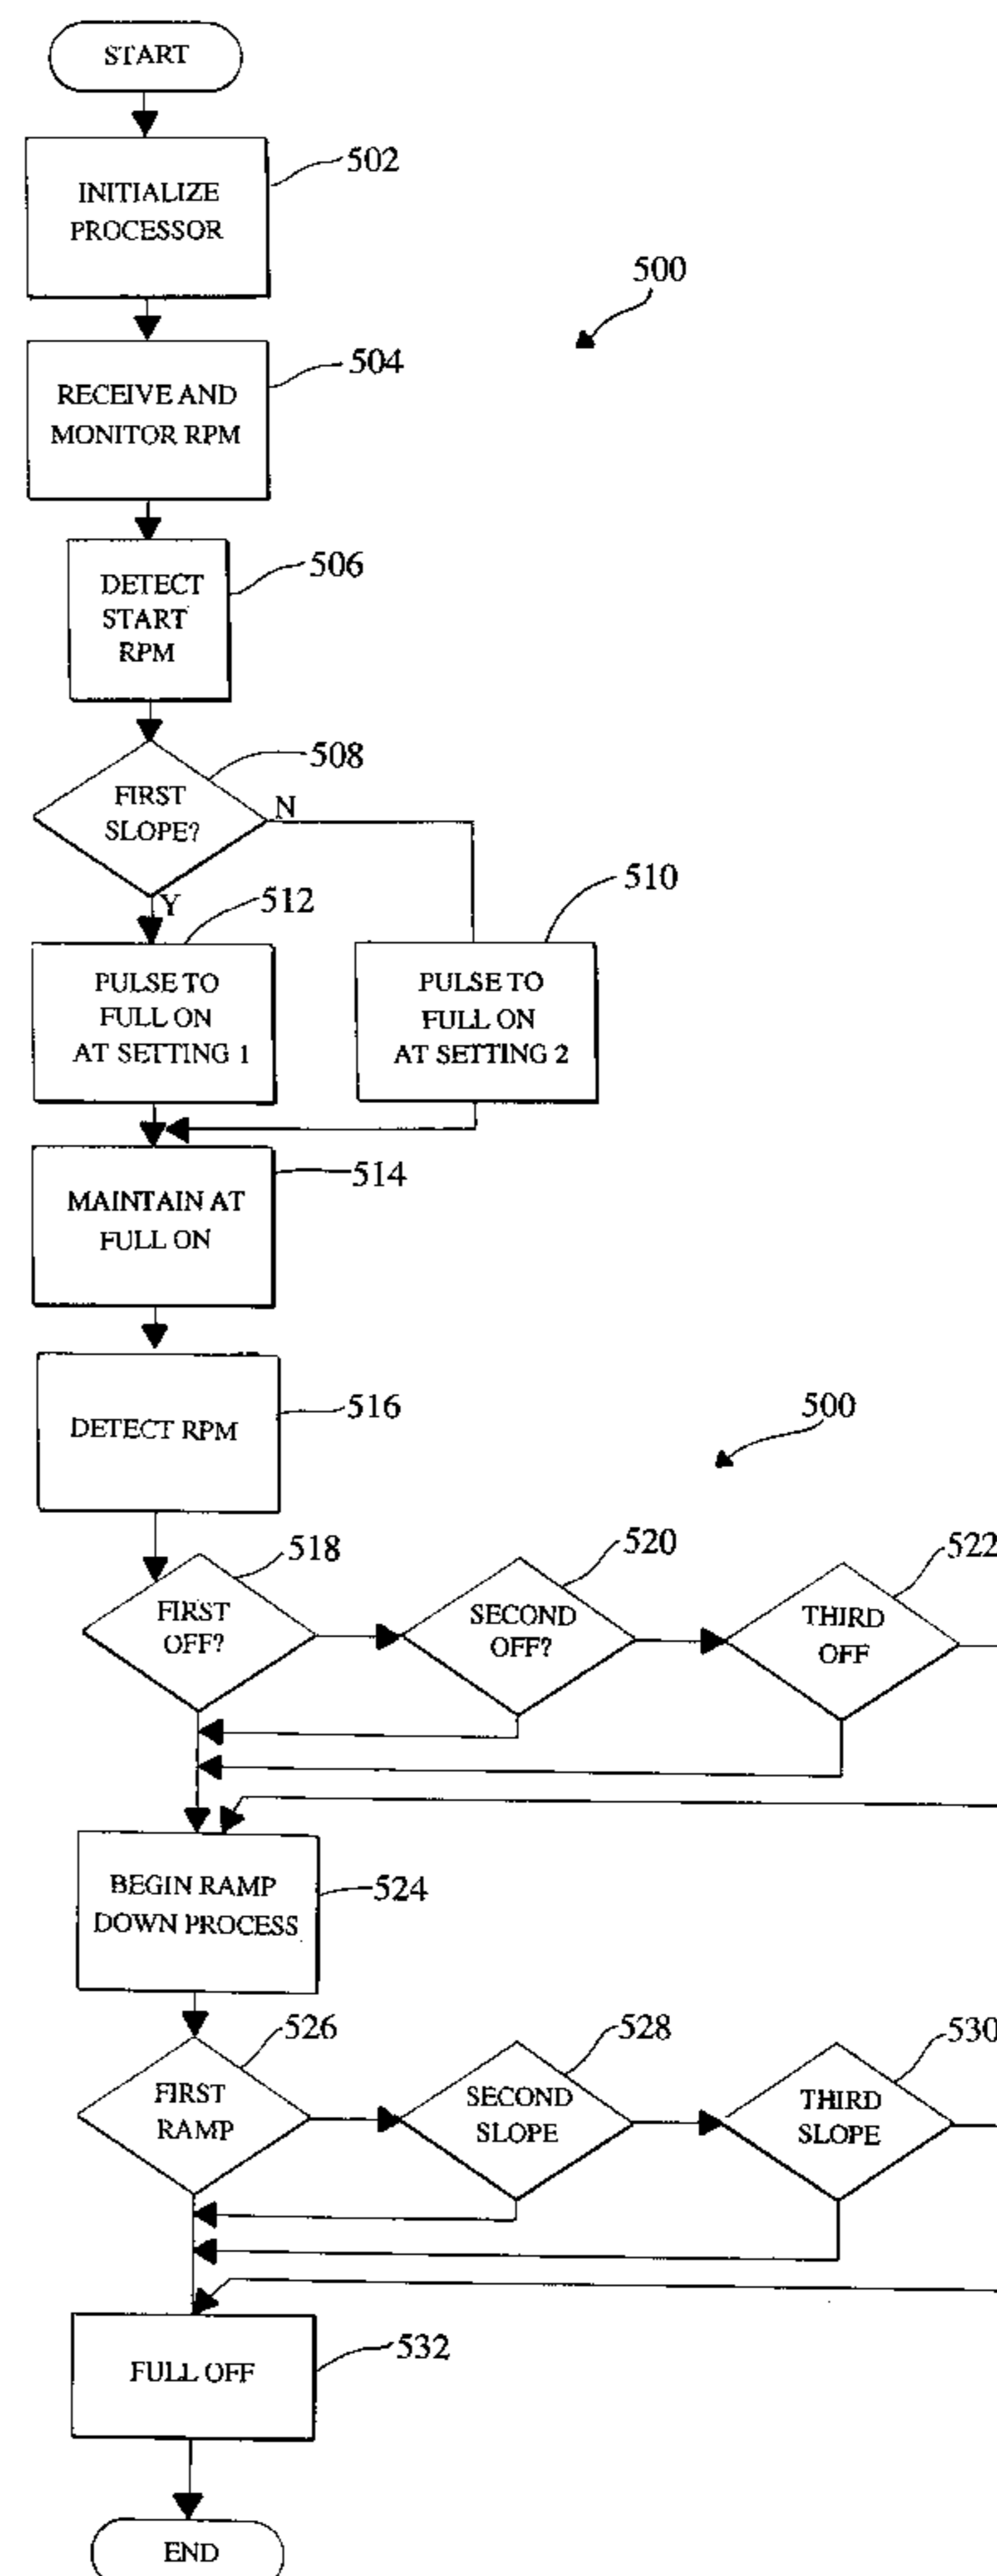 START
INITIALIZE
PROCESSOR
502
500
RECEIVE AND
MONITOR RPM
504
DETECT
START
RPM
506
FIRST
SLOPE?
508
N
Y
PULSE TO
FULL ON
AT SETTING 1
512
PULSE TO
FULL ON
AT SETTING 2
510
MAINTAIN AT
FULL ON
514
DETECT RPM
516
500
FIRST
OFF?
518
SECOND
OFF?
520
THIRD
OFF
522
BEGIN RAMP
DOWN PROCESS
524
FIRST
RAMP
526
SECOND
SLOPE
528
THIRD
SLOPE
530
FULL OFF
532
END